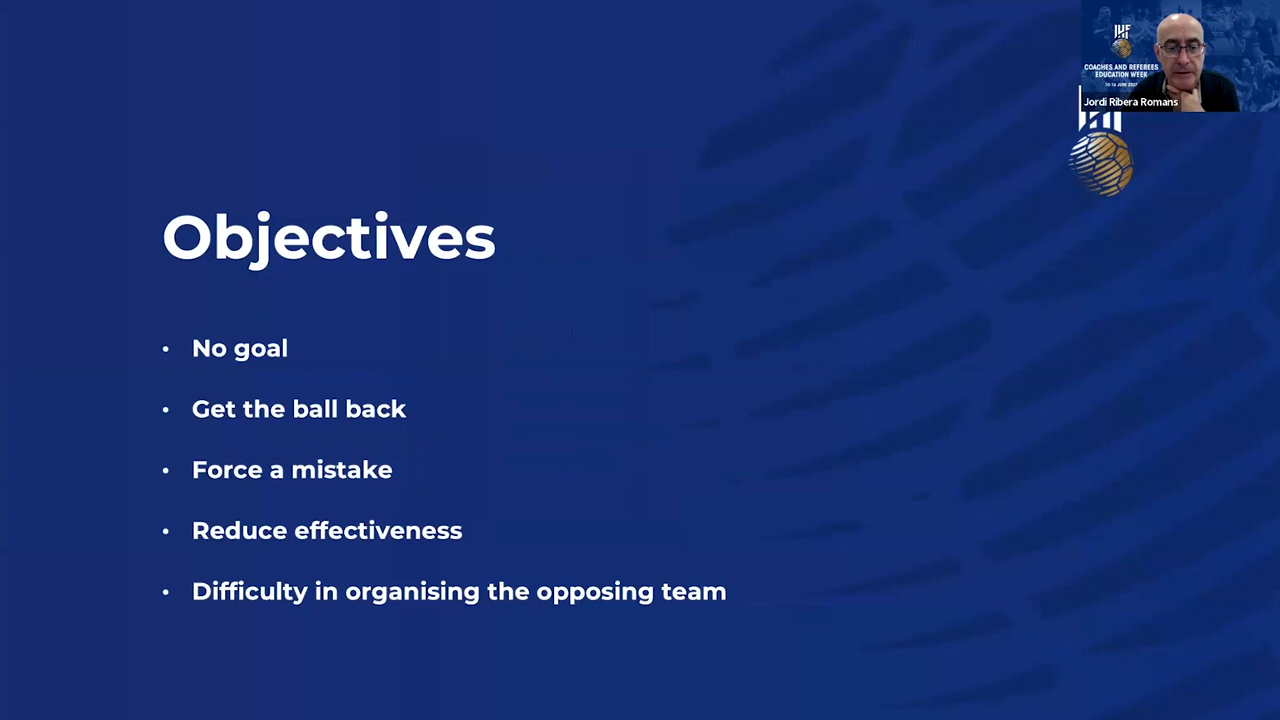 IHF
COACHES AND REFEREES
EDUCATION WEEK
Jordi Ribera Romans
Objectives
• No goal
• Get the ball back
• Force a mistake
• Reduce effectiveness
• Difficulty in organising the opposing team